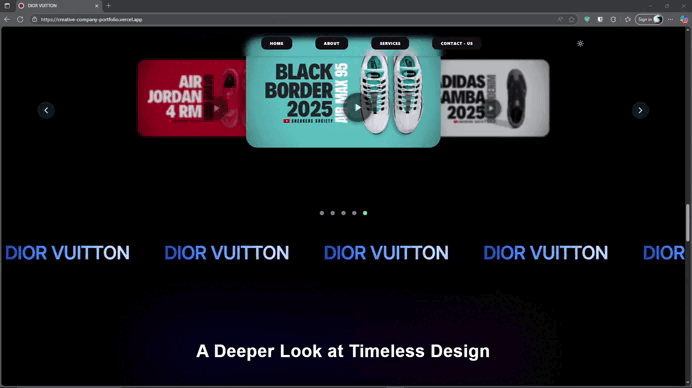 DIOR VUITTON
https://creative-company-portfolio.vercel.app
Sign in
HOME
ABOUT
SERVICES
CONTACT - US
AIR
JORDAN
4 RM
BLACK
BORDER
2025
AIR MAX 95
SNEAKERS SOCIETY
ADIDAS
SAMBA
2025
DIOR VUITTON DIOR VUITTON DIOR VUITTON DIOR VUITTON DIOR
A Deeper Look at Timeless Design